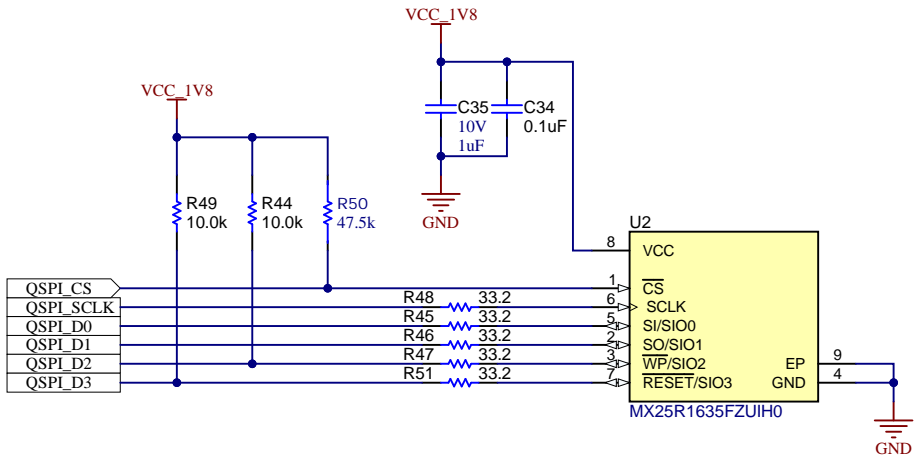 VCC_1V8
VCC_1V8
C35
10V
1uF
C34
0.1uF
GND
R49
10.0k
R44
10.0k
R50
47.5k
U2
8
VCC
QSPI_CS
1
CS
QSPI_SCLK
R48
33.2
6
SCLK
QSPI_D0
R45
33.2
5
SI/SIO0
QSPI_D1
R46
33.2
2
SO/SIO1
QSPI_D2
R47
33.2
3
WP/SIO2
EP
9
QSPI_D3
R51
33.2
7
RESET/SIO3
GND
4
MX25R1635FZUIH0
GND